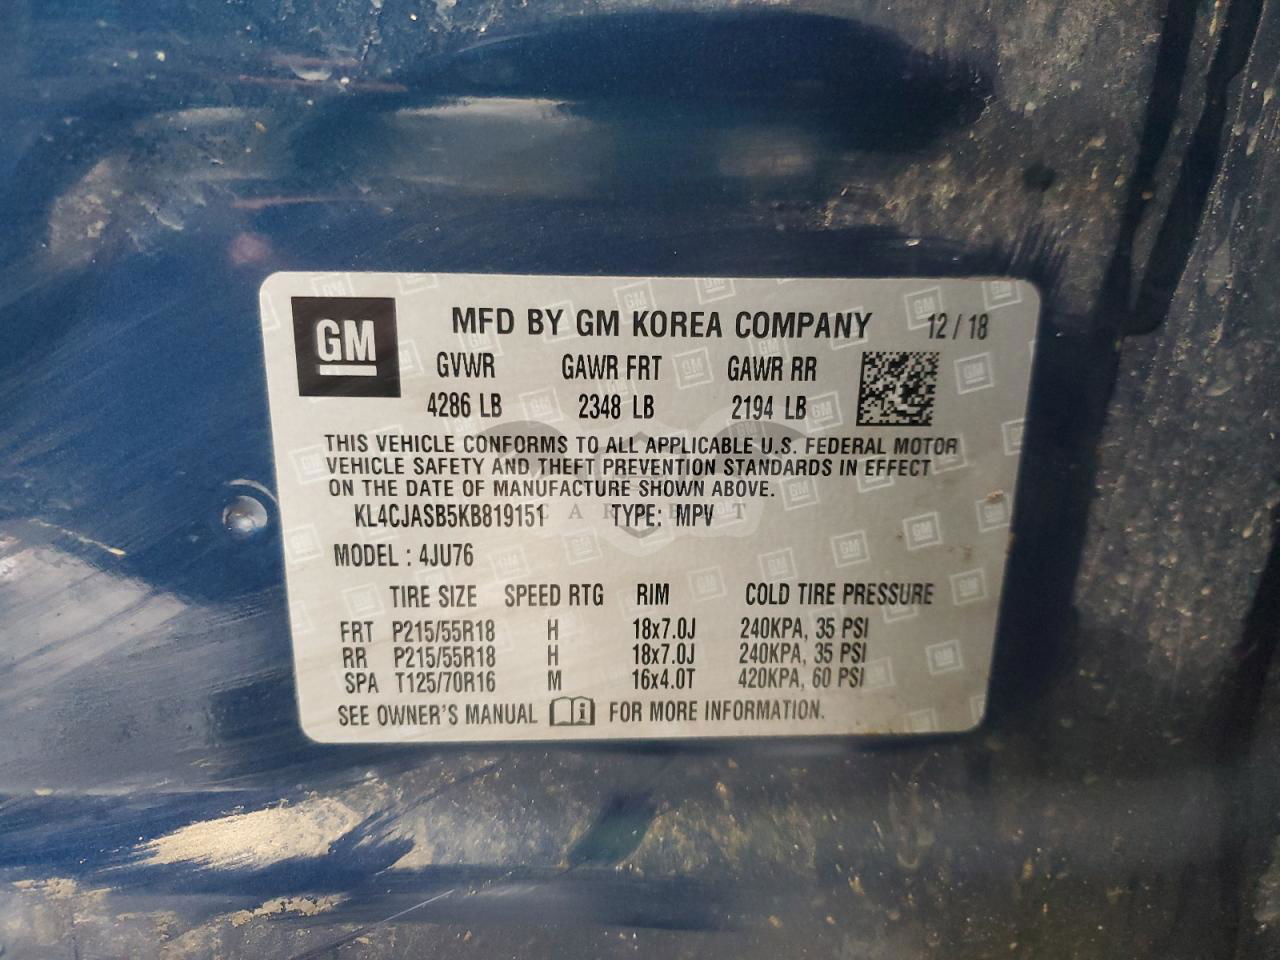 GM MFD BY GM KOREA COMPANY 12/18
GVWR GAWR FRT GAWR RR
4286 LB 2348 LB 2194 LB
THIS VEHICLE CONFORMS TO ALL APPLICABLE U.S. FEDERAL MOTOR
VEHICLE SAFETY AND THEFT PREVENTION STANDARDS IN EFFECT
ON THE DATE OF MANUFACTURE SHOWN ABOVE.
KL4CJASB5KB819151 TYPE: MPV
MODEL : 4JU76
TIRE SIZE SPEED RTG RIM COLD TIRE PRESSURE
FRT P215/55R18 H 18x7.0J 240KPA, 35 PSI
RR P215/55R18 H 18x7.0J 240KPA, 35 PSI
SPA T125/70R16 M 16x4.0T 420KPA, 60 PSI
SEE OWNER'S MANUAL FOR MORE INFORMATION.